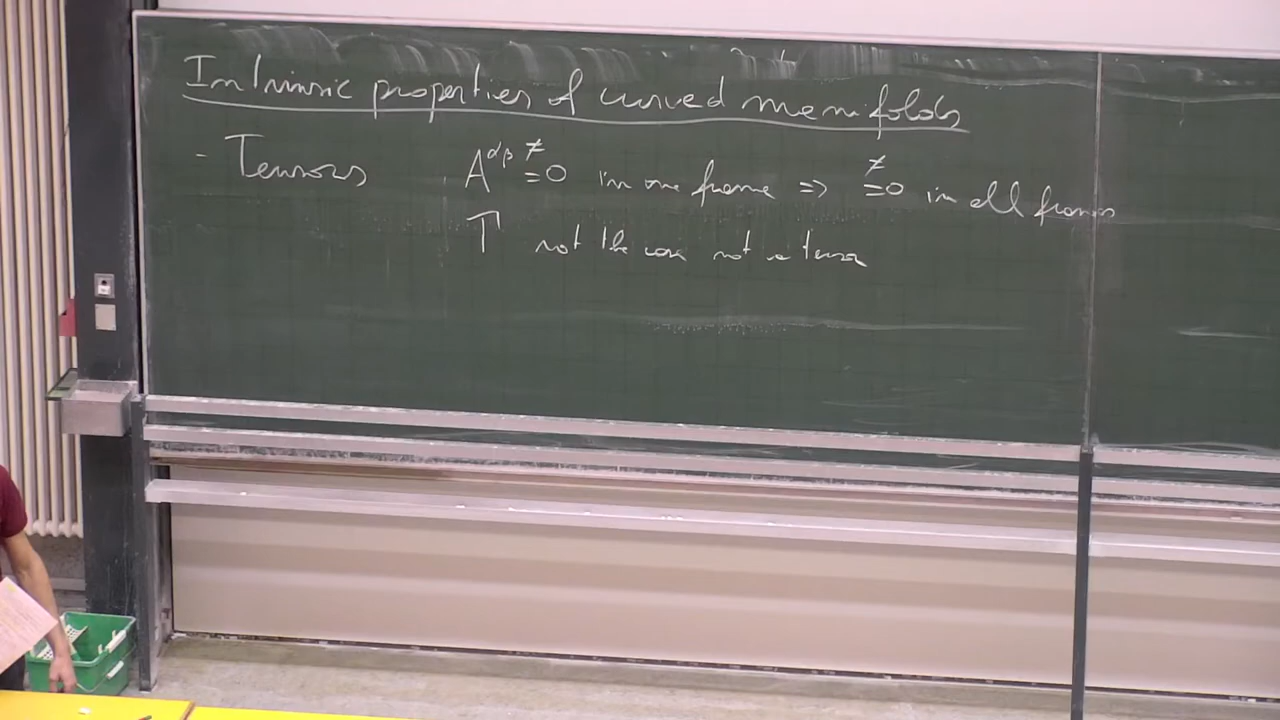 Intrinsic properties of curved manifolds
- Tensors A^{αβ} ≠ = 0 in one frame => ≠ = 0 in all frames
Γ not the case not a tensor